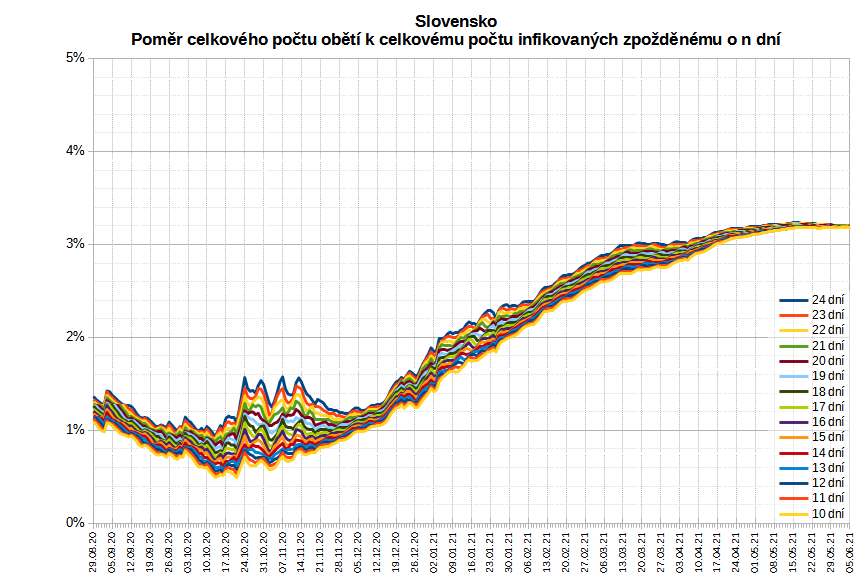 Slovensko
Poměr celkového počtu obětí k celkovému počtu infikovaných zpožděnému o n dní
5%
4%
3%
2%
1%
0%
24 dní
23 dní
22 dní
21 dní
20 dní
19 dní
18 dní
17 dní
16 dní
15 dní
14 dní
13 dní
12 dní
11 dní
10 dní
29.08.20
05.09.20
12.09.20
19.09.20
26.09.20
03.10.20
10.10.20
17.10.20
24.10.20
31.10.20
07.11.20
14.11.20
21.11.20
28.11.20
05.12.20
12.12.20
19.12.20
26.12.20
02.01.21
09.01.21
16.01.21
23.01.21
30.01.21
06.02.21
13.02.21
20.02.21
27.02.21
06.03.21
13.03.21
20.03.21
27.03.21
03.04.21
10.04.21
17.04.21
24.04.21
01.05.21
08.05.21
15.05.21
22.05.21
29.05.21
05.06.21